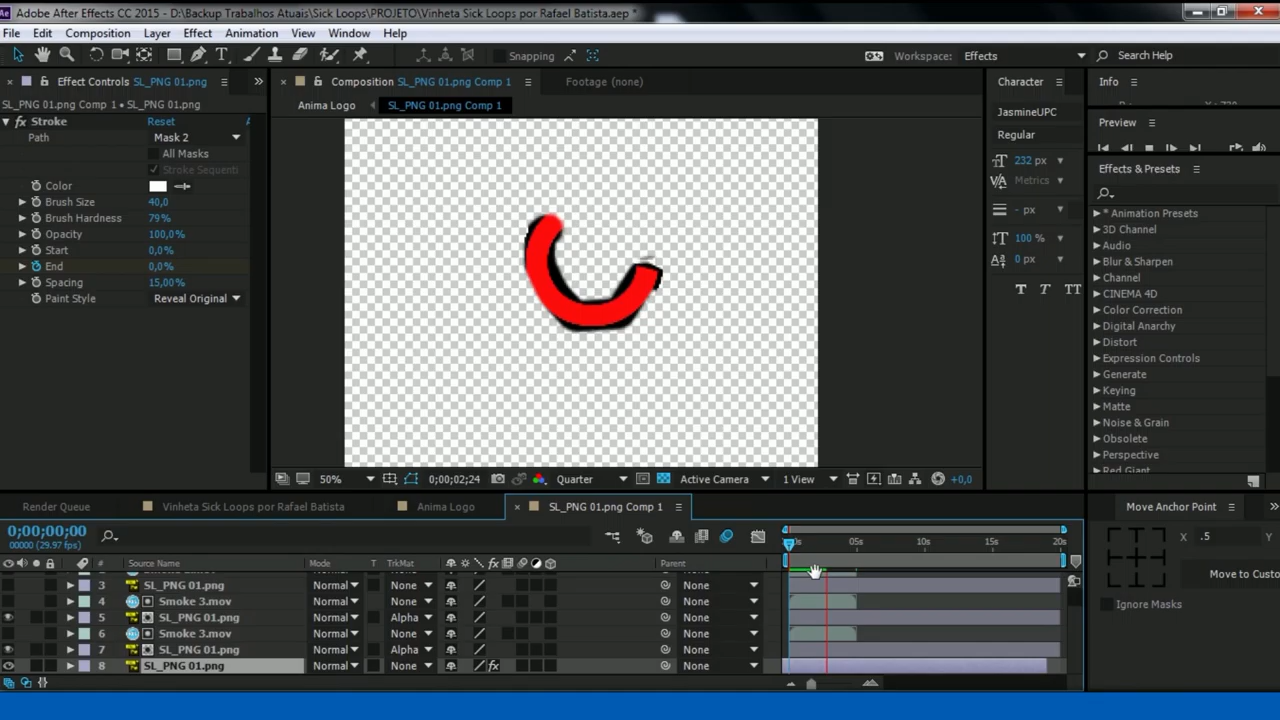 Adobe After Effects CC 2015 - D:\Backup Trabalhos Atuais\Sick Loops\PROJETO\Vinheta Sick Loops por Rafael Batista.aep *
File Edit Composition Layer Effect Animation View Window Help
Snapping Workspace: Effects Search Help
Effect Controls SL_PNG 01.png Composition SL_PNG 01.png Comp 1 Footage (none) Character Info
SL_PNG 01.png Comp 1 • SL_PNG 01.png Anima Logo SL_PNG 01.png Comp 1
fx Stroke Reset
Path Mask 2
All Masks
Stroke Sequenti
Color
Brush Size 40,0
Brush Hardness 79%
Opacity 100,0%
Start 0,0%
End 0,0%
Spacing 15,00%
Paint Style Reveal Original
JasmineUPC
Regular
232 px
Metrics
- px
100 %
0 px
T T TT
Preview
Effects & Presets
* Animation Presets
3D Channel
Audio
Blur & Sharpen
Channel
CINEMA 4D
Color Correction
Digital Anarchy
Distort
Expression Controls
Generate
Keying
Matte
Noise & Grain
Obsolete
Perspective
Red Giant
50% 0;00;02;24 Quarter Active Camera 1 View +0,0
Render Queue Vinheta Sick Loops por Rafael Batista Anima Logo SL_PNG 01.png Comp 1 Move Anchor Point
0;00;00;00
00000 (29.97 fps)
05s 10s 15s 20s
X .5 Y
Move to Custo
Ignore Masks
# Source Name Mode T TrkMat Parent
3 SL_PNG 01.png Normal None None
4 Smoke 3.mov Normal None None
5 SL_PNG 01.png Normal Alpha None
6 Smoke 3.mov Normal None None
7 SL_PNG 01.png Normal Alpha None
8 SL_PNG 01.png Normal None fx None